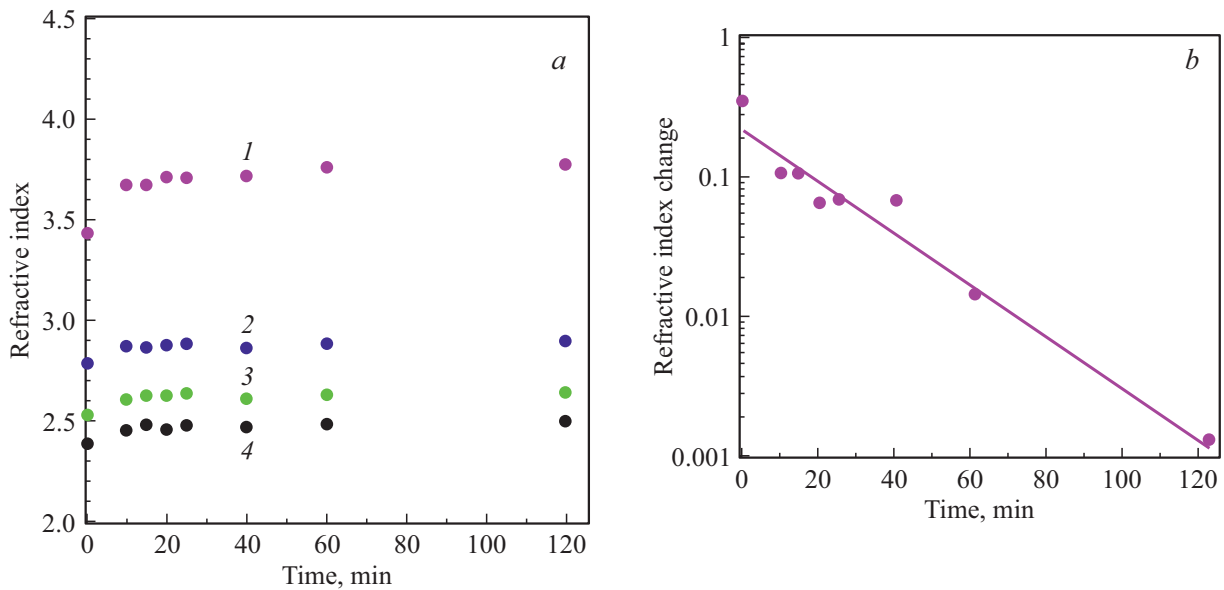 4.5
4.0
3.5
3.0
2.5
2.0
Refractive index
a
1
2
3
4
0 20 40 60 80 100 120
Time, min
1
0.1
0.01
0.001
Refractive index change
b
0 20 40 60 80 100 120
Time, min